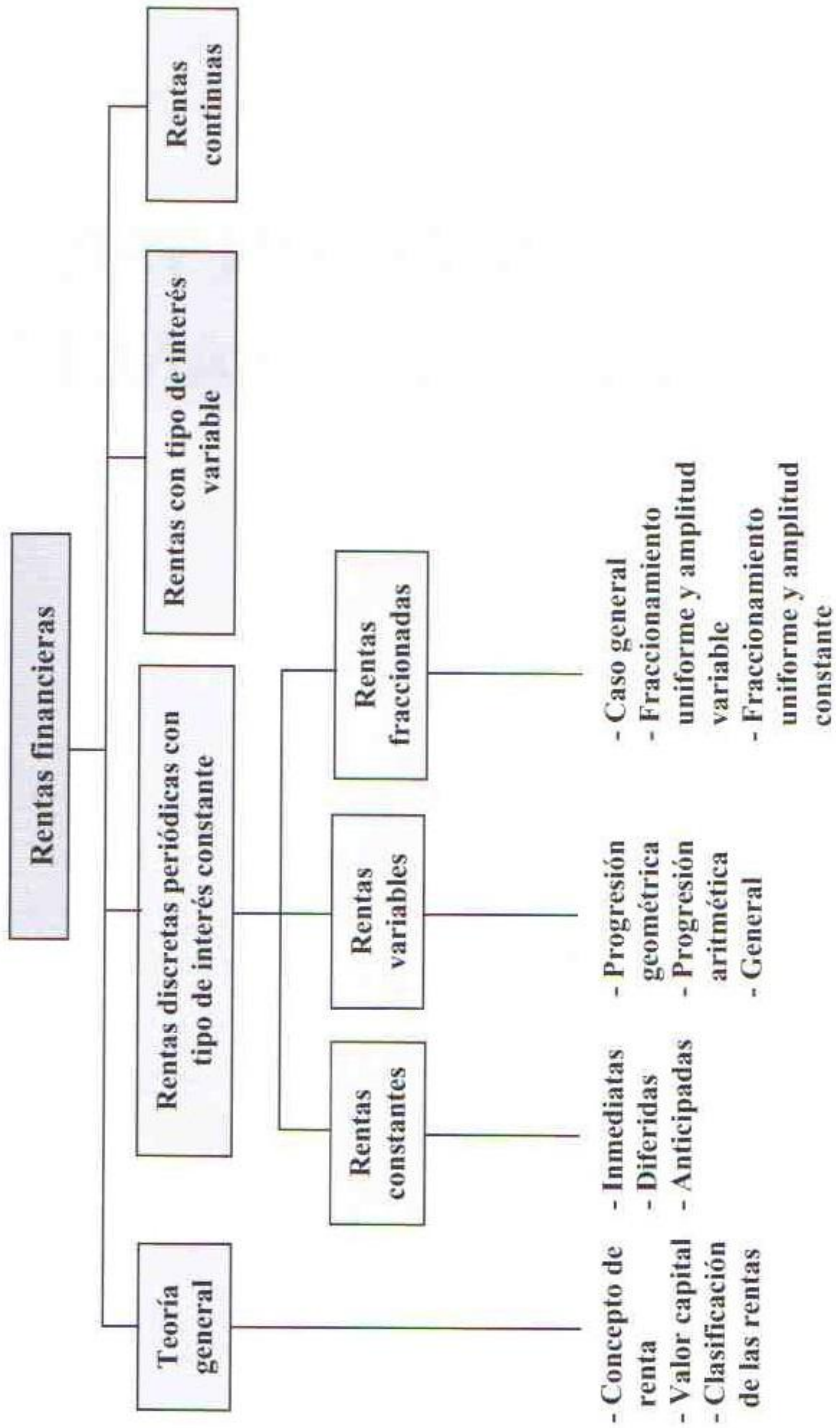 Rentas financieras
Teoría
general
Rentas discretas periódicas con
tipo de interés constante
Rentas con tipo de interés
variable
Rentas
continuas
Rentas
constantes
Rentas
variables
Rentas
fraccionadas
- Concepto de
renta
- Valor capital
- Clasificación
de las rentas
- Inmediatas
- Diferidas
- Anticipadas
- Progresión
geométrica
- Progresión
aritmética
- General
- Caso general
- Fraccionamiento
uniforme y amplitud
variable
- Fraccionamiento
uniforme y amplitud
constante